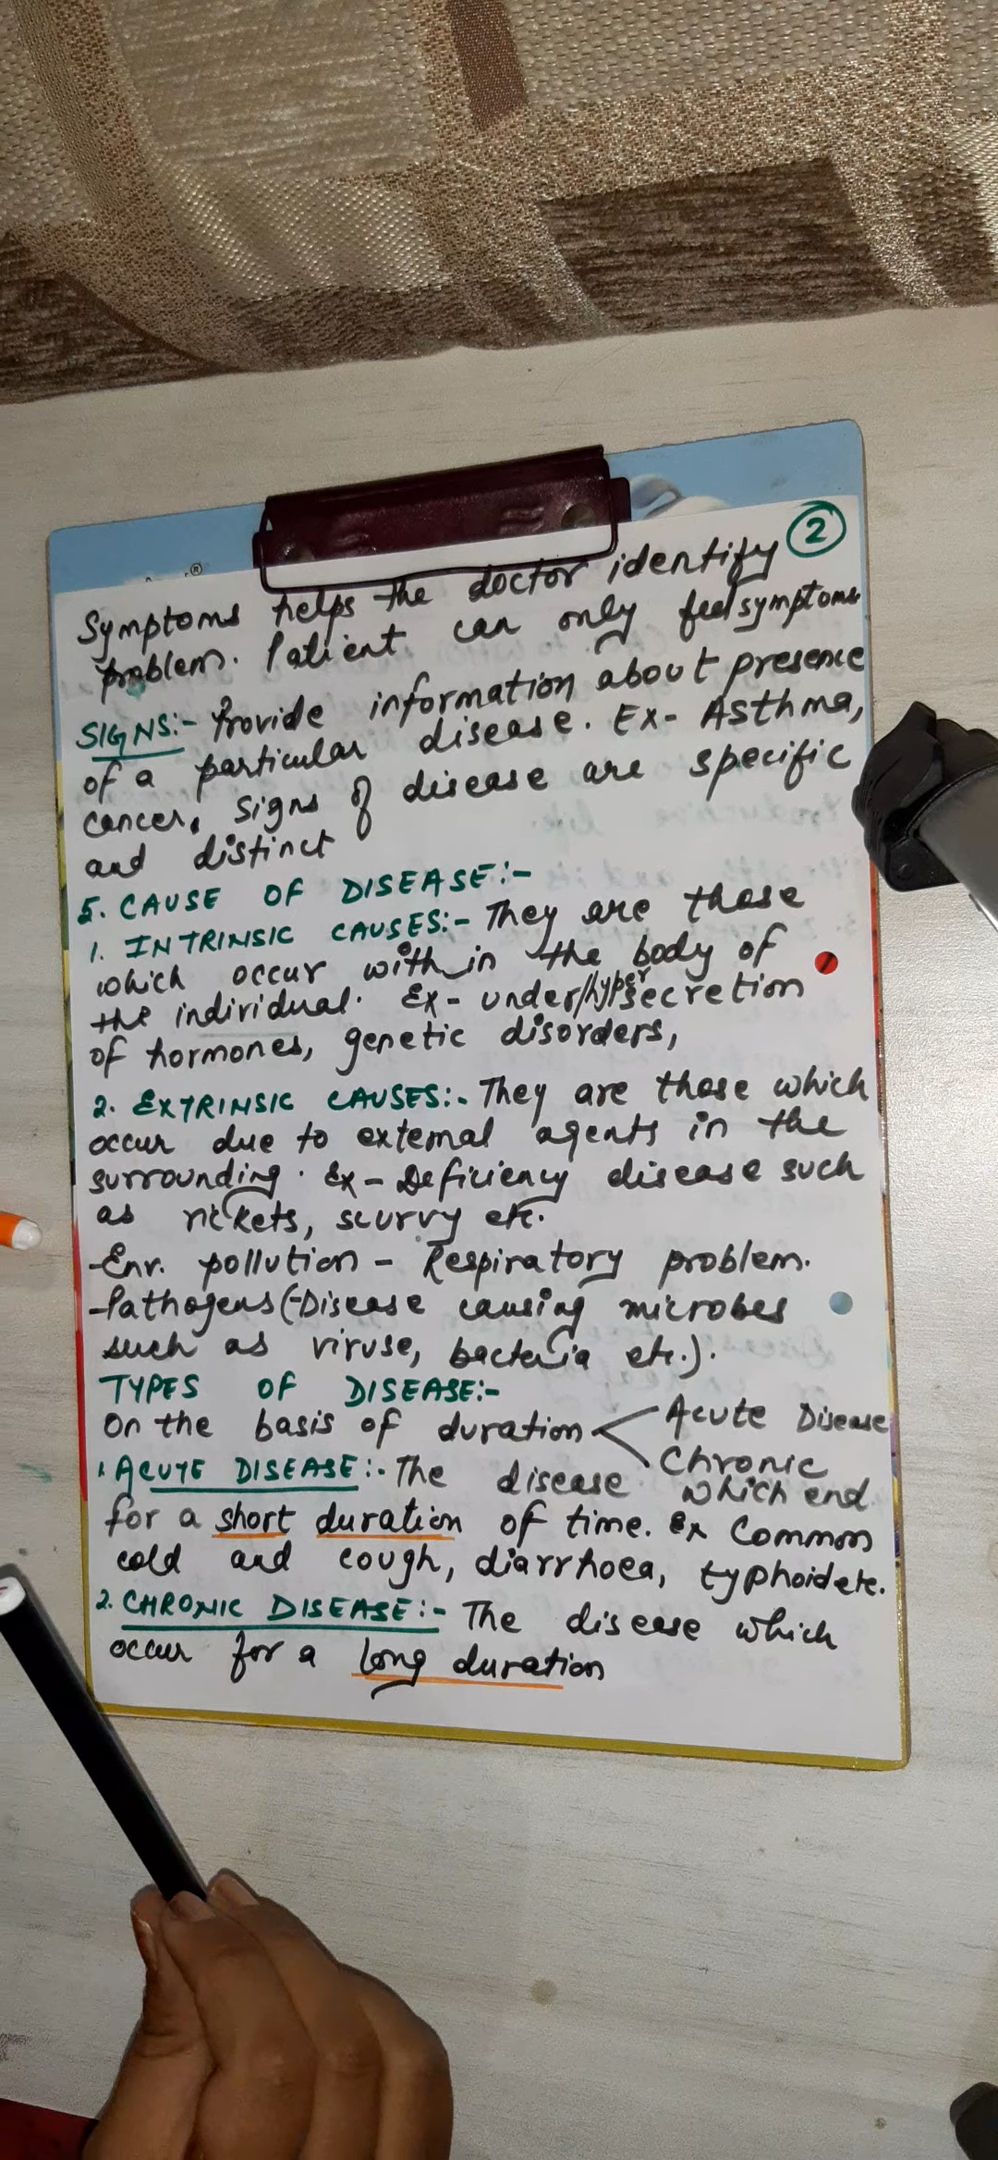 2
Symptoms helps the doctor identify
problem. Patient can only feel symptoms
SIGNS:- Provide information about presence
of a particular disease. Ex- Asthma,
cancer, signs of disease are specific
and distinct
5. CAUSE OF DISEASE:-
1. INTRINSIC CAUSES:- They are those
which occur within the body of
the individual. Ex- under/hyper secretion
of hormones, genetic disorders,
2. EXTRINSIC CAUSES:- They are those which
occur due to external agents in the
surrounding. Ex- Deficiency disease such
as rickets, scurvy etc.
-Env. pollution - Respiratory problem.
-Pathogens (-Disease causing microbes
such as viruse, bacteria etc.).
TYPES OF DISEASE:-
On the basis of duration < Acute Disease
Chronic
1. ACUTE DISEASE:- The disease which end
for a short duration of time. Ex Common
cold and cough, diarrhoea, typhoid etc.
2. CHRONIC DISEASE:- The disease which
occur for a long duration